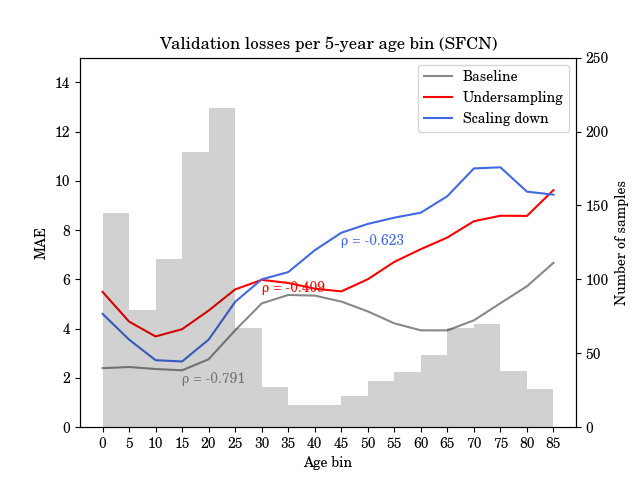 Validation losses per 5-year age bin (SFCN)
Baseline
Undersampling
Scaling down
MAE
14
12
10
8
6
4
2
0
250
200
150
100
50
0
Number of samples
ρ = -0.623
ρ = -0.409
ρ = -0.791
0 5 10 15 20 25 30 35 40 45 50 55 60 65 70 75 80 85
Age bin